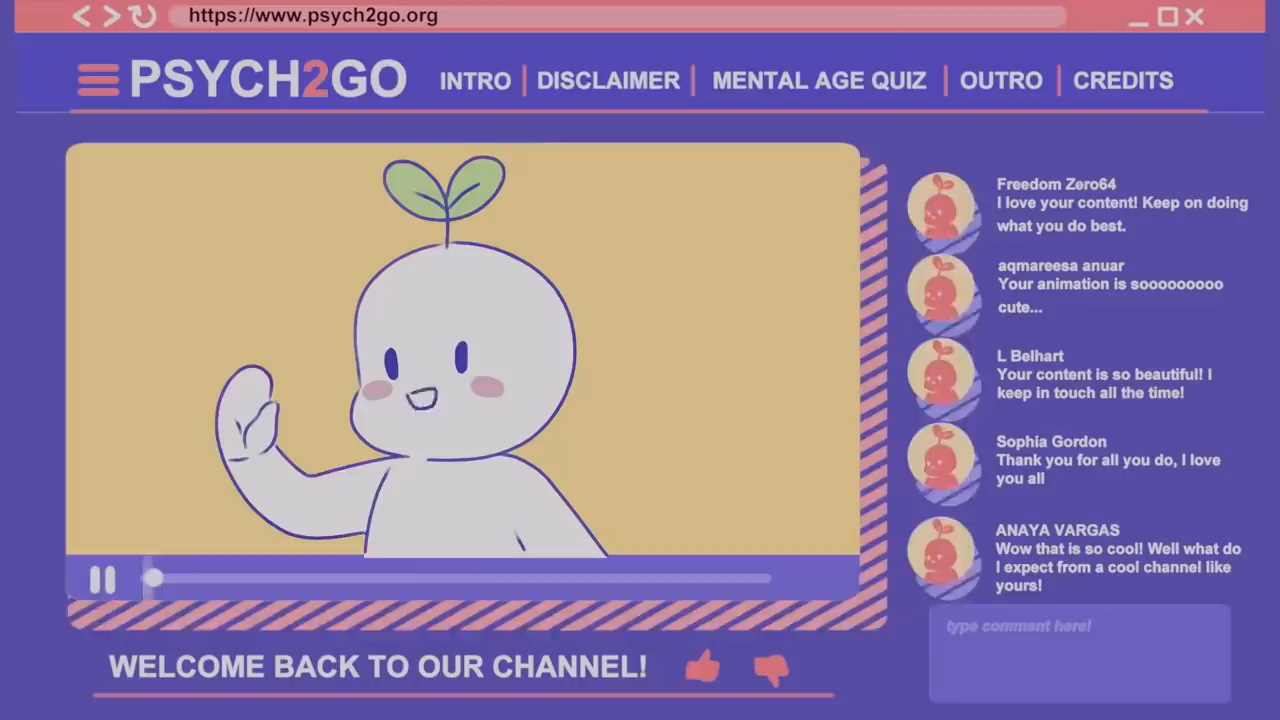 https://www.psych2go.org
PSYCH2GO
INTRO
DISCLAIMER
MENTAL AGE QUIZ
OUTRO
CREDITS
Freedom Zero64
I love your content! Keep on doing
what you do best.
aqmareesa anuar
Your animation is sooooooooo
cute...
L Belhart
Your content is so beautiful! I
keep in touch all the time!
Sophia Gordon
Thank you for all you do, I love
you all
ANAYA VARGAS
Wow that is so cool! Well what do
I expect from a cool channel like
yours!
type comment here!
WELCOME BACK TO OUR CHANNEL!